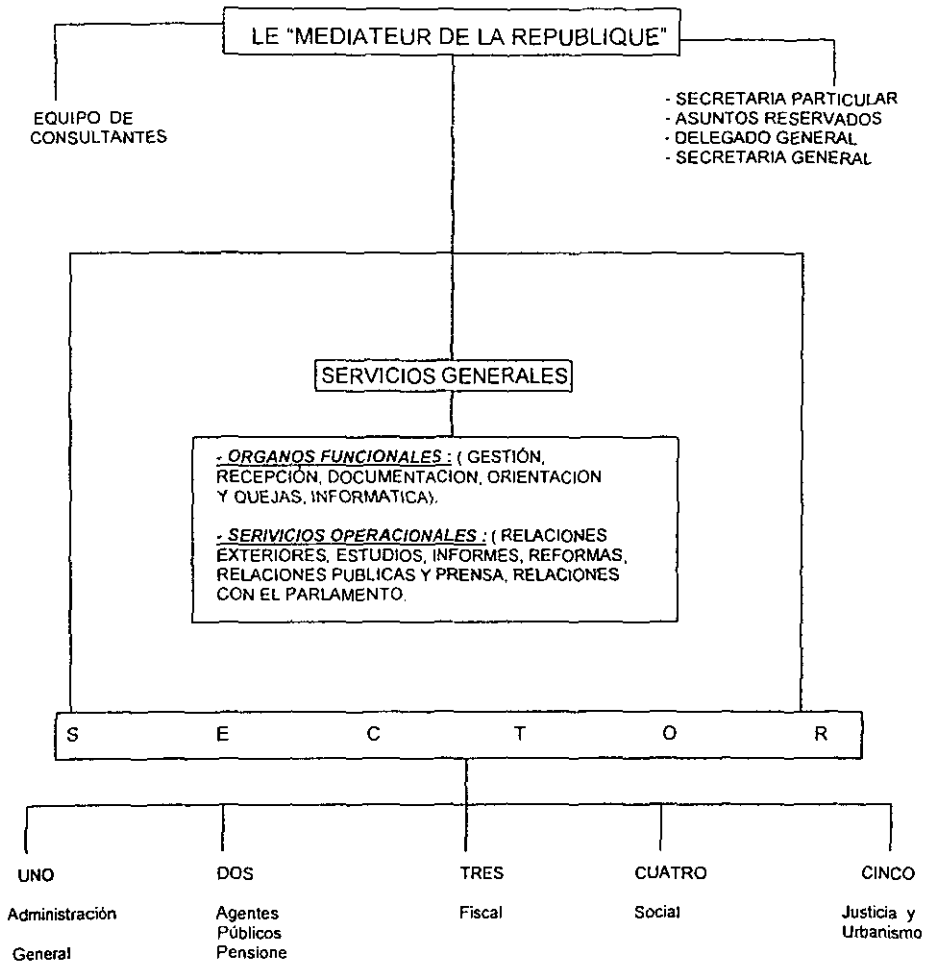 LE "MEDIATEUR DE LA REPUBLIQUE"
EQUIPO DE
CONSULTANTES
- SECRETARIA PARTICULAR
- ASUNTOS RESERVADOS
- DELEGADO GENERAL
- SECRETARIA GENERAL
SERVICIOS GENERALES
- ORGANOS FUNCIONALES : ( GESTIÓN,
RECEPCIÓN, DOCUMENTACION, ORIENTACION
Y QUEJAS, INFORMATICA).
- SERIVICIOS OPERACIONALES : ( RELACIONES
EXTERIORES, ESTUDIOS, INFORMES, REFORMAS,
RELACIONES PUBLICAS Y PRENSA, RELACIONES
CON EL PARLAMENTO.
S E C T O R
UNO
Administración
General
DOS
Agentes
Públicos
Pensione
TRES
Fiscal
CUATRO
Social
CINCO
Justicia y
Urbanismo